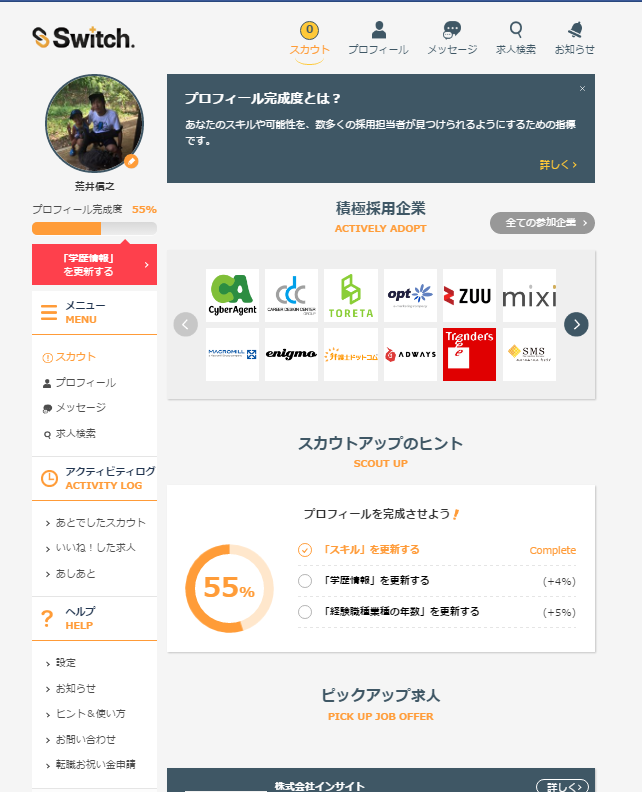 Switch.
0
スカウト
プロフィール
メッセージ
求人検索
お知らせ
荒井信之
プロフィール完成度 55%
「学歴情報」
を更新する
メニュー
MENU
スカウト
プロフィール
メッセージ
求人検索
アクティビティログ
ACTIVITY LOG
あとでしたスカウト
いいね！した求人
あしあと
ヘルプ
HELP
設定
お知らせ
ヒント＆使い方
お問い合わせ
転職お祝い金申請
プロフィール完成度とは？
あなたのスキルや可能性を、数多くの採用担当者が見つけられるようにするための指標
です。
詳しく
積極採用企業
ACTIVELY ADOPT
全ての参加企業
CA
CyberAgent
cdc
CAREER DESIGN CENTER
TORETA
opt
ZUU
mixi
MACROMILL
enigmo
弁護士ドットコム
ADWAYS
Trenders
SMS
スカウトアップのヒント
SCOUT UP
プロフィールを完成させよう！
55%
「スキル」を更新する Complete
「学歴情報」を更新する (+4%)
「経験職種業種の年数」を更新する (+5%)
ピックアップ求人
PICK UP JOB OFFER
株式会社インサイト
詳しく